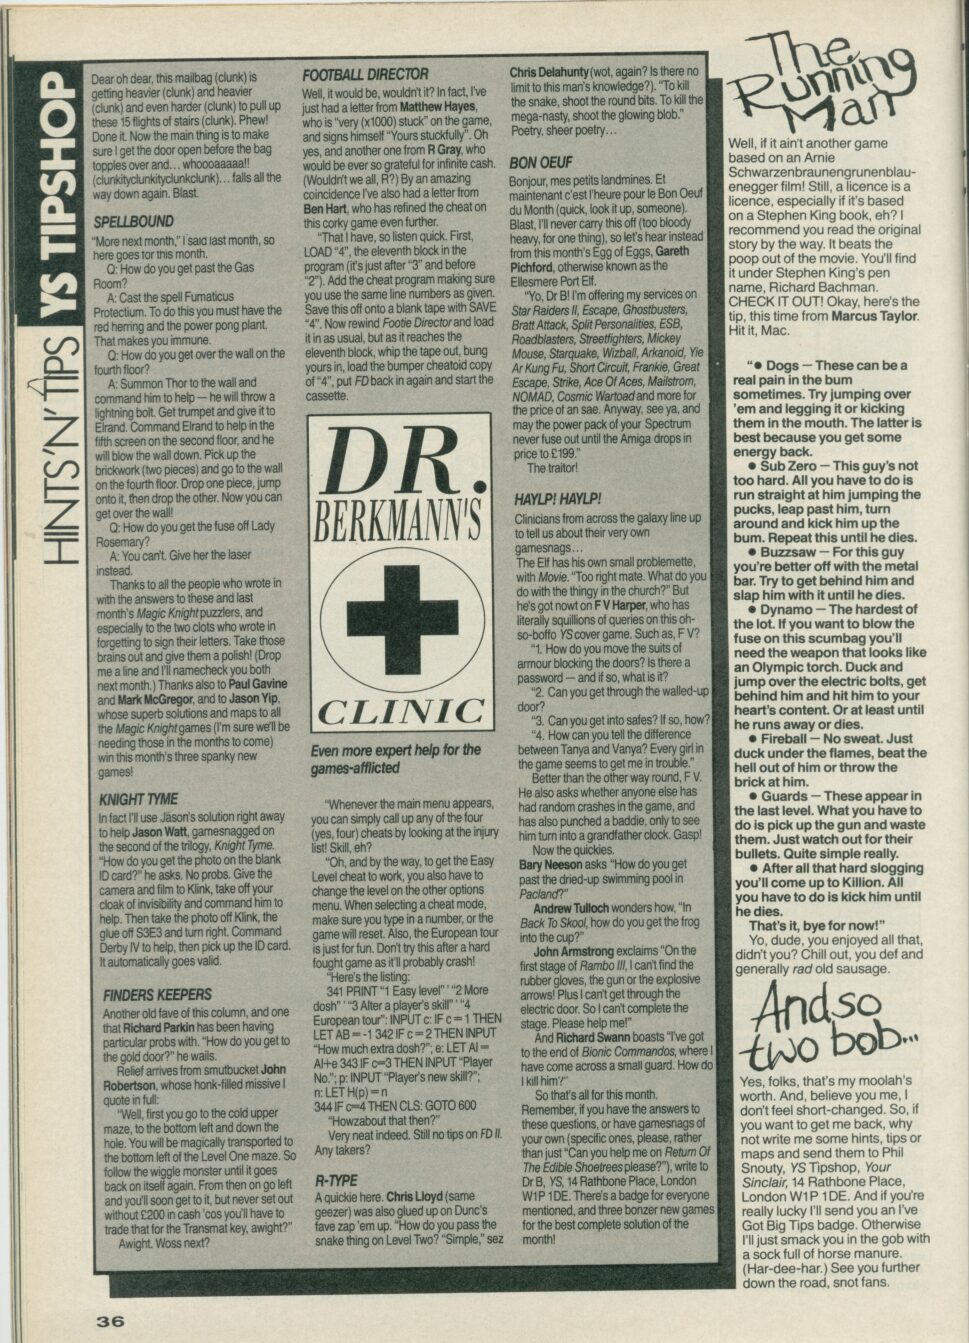 HINTS 'N' TIPS YS TIPSHOP
Dear oh dear, this mailbag (clunk) is
getting heavier (clunk) and heavier
(clunk) and even harder (clunk) to pull up
these 15 flights of stairs (clunk). Phew!
Done it. Now the main thing is to make
sure I get the door open before the bag
topples over and... whoooaaaaa!!
(clunkityclunkityclunkclunk)... falls all the
way down again. Blast.
SPELLBOUND
"More next month," I said last month, so
here goes for this month.
Q: How do you get past the Gas
Room?
A: Cast the spell Fumaticus
Protectium. To do this you must have the
red herring and the power pong plant.
That makes you immune.
Q: How do you get over the wall on the
fourth floor?
A: Summon Thor to the wall and
command him to help — he will throw a
lightning bolt. Get trumpet and give it to
Elrand. Command Elrand to help in the
fifth screen on the second floor, and he
will blow the wall down. Pick up the
brickwork (two pieces) and go to the wall
on the fourth floor. Drop one piece, jump
onto it, then drop the other. Now you can
get over the wall!
Q: How do you get the fuse off Lady
Rosemary?
A: You can't. Give her the laser
instead.
Thanks to all the people who wrote in
with the answers to these and last
month's Magic Knight puzzlers, and
especially to the two clots who wrote in
forgetting to sign their letters. Take those
brains out and give them a polish! (Drop
me a line and I'll namecheck you both
next month.) Thanks also to Paul Gavine
and Mark McGregor, and to Jason Yip,
whose superb solutions and maps to all
the Magic Knight games (I'm sure we'll be
needing those in the months to come)
win this month's three spanky new
games!
KNIGHT TYME
In fact I'll use Jason's solution right away
to help Jason Watt, gamesnagged on
the second of the trilogy, Knight Tyme.
"How do you get the photo on the blank
ID card?" he asks. No probs. Give the
camera and film to Klink, take off your
cloak of invisibility and command him to
help. Then take the photo off Klink, the
glue off S3E3 and turn right. Command
Derby IV to help, then pick up the ID card.
It automatically goes valid.
FINDERS KEEPERS
Another old fave of this column, and one
that Richard Parkin has been having
particular probs with. "How do you get to
the gold door?" he wails.
Relief arrives from smutbucket John
Robertson, whose honk-filled missive I
quote in full:
"Well, first you go to the cold upper
maze, to the bottom left and down the
hole. You will be magically transported to
the bottom left of the Level One maze. So
follow the wiggle monster until it goes
back on itself again. From then on go left
and you'll soon get to it, but never set out
without £200 in cash 'cos you'll have to
trade that for the Transmat key, awight?"
Awight. Woss next?
FOOTBALL DIRECTOR
Well, it would be, wouldn't it? In fact, I've
just had a letter from Matthew Hayes,
who is "very (x1000) stuck" on the game,
and signs himself "Yours stuckfully". Oh
yes, and another one from R Gray, who
would be ever so grateful for infinite cash.
(Wouldn't we all, R?) By an amazing
coincidence I've also had a letter from
Ben Hart, who has refined the cheat on
this corky game even further.
"That I have, so listen quick. First,
LOAD "4", the eleventh block in the
program (it's just after "3" and before
"2"). Add the cheat program making sure
you use the same line numbers as given.
Save this off onto a blank tape with SAVE
"4". Now rewind Footie Director and load
it in as usual, but as it reaches the
eleventh block, whip the tape out, bung
yours in, load the bumper cheatoid copy
of "4", put FD back in again and start the
cassette.
DR.
BERKMANN'S
CLINIC
Even more expert help for the
games-afflicted
"Whenever the main menu appears,
you can simply call up any of the four
(yes, four) cheats by looking at the injury
list! Skill, eh?
"Oh, and by the way, to get the Easy
Level cheat to work, you also have to
change the level on the other options
menu. When selecting a cheat mode,
make sure you type in a number, or the
game will reset. Also, the European tour
is just for fun. Don't try this after a hard
fought game as it'll probably crash!
"Here's the listing:
341 PRINT "1 Easy level" ' "2 More
dosh" ' "3 Alter a player's skill" ' "4
European tour": INPUT c: IF c = 1 THEN
LET AB = -1 342 IF c = 2 THEN INPUT
"How much extra dosh?"; e: LET AI =
AI+e 343 IF c=3 THEN INPUT "Player
No."; p: INPUT "Player's new skill?";
n: LET H(p) = n
344 IF c=4 THEN CLS: GOTO 600
"Howzabout that then?"
Very neat indeed. Still no tips on FD II.
Any takers?
R-TYPE
A quickie here. Chris Lloyd (same
geezer) was also glued up on Dunc's
fave zap 'em up. "How do you pass the
snake thing on Level Two? "Simple," sez
Chris Delahunty (wot, again? Is there no
limit to this man's knowledge?). "To kill
the snake, shoot the round bits. To kill the
mega-nasty, shoot the glowing blob."
Poetry, sheer poetry...
BON OEUF
Bonjour, mes petits landmines. Et
maintenant c'est l'heure pour le Bon Oeuf
du Month (quick, look it up, someone).
Blast, I'll never carry this off (too bloody
heavy, for one thing), so let's hear instead
from this month's Egg of Eggs, Gareth
Pichford, otherwise known as the
Ellesmere Port Elf.
"Yo, Dr B! I'm offering my services on
Star Raiders II, Escape, Ghostbusters,
Bratt Attack, Split Personalities, ESB,
Roadblasters, Streetfighters, Mickey
Mouse, Starquake, Wizball, Arkanoid, Yie
Ar Kung Fu, Short Circuit, Frankie, Great
Escape, Strike, Ace Of Aces, Mailstrom,
NOMAD, Cosmic Wartoad and more for
the price of an sae. Anyway, see ya, and
may the power pack of your Spectrum
never fuse out until the Amiga drops in
price to £199."
The traitor!
HAYLP! HAYLP!
Clinicians from across the galaxy line up
to tell us about their very own
gamesnags...
The Elf has his own small problemette,
with Movie. "Too right mate. What do you
do with the thingy in the church?" But
he's got nowt on F V Harper, who has
literally squillions of queries on this oh-
so-boffo YS cover game. Such as, F V?
"1. How do you move the suits of
armour blocking the doors? Is there a
password — and if so, what is it?
"2. Can you get through the walled-up
door?
"3. Can you get into safes? If so, how?
"4. How can you tell the difference
between Tanya and Vanya? Every girl in
the game seems to get me in trouble."
Better than the other way round, F V.
He also asks whether anyone else has
had random crashes in the game, and
has also punched a baddie, only to see
him turn into a grandfather clock. Gasp!
Now the quickies.
Bary Neeson asks "How do you get
past the dried-up swimming pool in
Pacland?"
Andrew Tulloch wonders how, "In
Back To Skool, how do you get the frog
into the cup?"
John Armstrong exclaims "On the
first stage of Rambo III, I can't find the
rubber gloves, the gun or the explosive
arrows! Plus I can't get through the
electric door. So I can't complete the
stage. Please help me!"
And Richard Swann boasts "I've got
to the end of Bionic Commandos, where I
have come across a small guard. How do
I kill him?"
So that's all for this month.
Remember, if you have the answers to
these questions, or have gamesnags of
your own (specific ones, please, rather
than just "Can you help me on Return Of
The Edible Shoetrees please?"), write to
Dr B, YS, 14 Rathbone Place, London
W1P 1DE. There's a badge for everyone
mentioned, and three bonzer new games
for the best complete solution of the
month!
The
Running
Man
Well, if it ain't another game
based on an Arnie
Schwarzenbraunengrunenblau-
enegger film! Still, a licence is a
licence, especially if it's based
on a Stephen King book, eh? I
recommend you read the original
story by the way. It beats the
poop out of the movie. You'll find
it under Stephen King's pen
name, Richard Bachman.
CHECK IT OUT! Okay, here's the
tip, this time from Marcus Taylor.
Hit it, Mac.
"● Dogs — These can be a
real pain in the bum
sometimes. Try jumping over
'em and legging it or kicking
them in the mouth. The latter is
best because you get some
energy back.
● Sub Zero — This guy's not
too hard. All you have to do is
run straight at him jumping the
pucks, leap past him, turn
around and kick him up the
bum. Repeat this until he dies.
● Buzzsaw — For this guy
you're better off with the metal
bar. Try to get behind him and
slap him with it until he dies.
● Dynamo — The hardest of
the lot. If you want to blow the
fuse on this scumbag you'll
need the weapon that looks like
an Olympic torch. Duck and
jump over the electric bolts, get
behind him and hit him to your
heart's content. Or at least until
he runs away or dies.
● Fireball — No sweat. Just
duck under the flames, beat the
hell out of him or throw the
brick at him.
● Guards — These appear in
the last level. What you have to
do is pick up the gun and waste
them. Just watch out for their
bullets. Quite simple really.
● After all that hard slogging
you'll come up to Killion. All
you have to do is kick him until
he dies.
That's it, bye for now!"
Yo, dude, you enjoyed all that,
didn't you? Chill out, you def and
generally rad old sausage.
And so
two bob...
Yes, folks, that's my moolah's
worth. And, believe you me, I
don't feel short-changed. So, if
you want to get me back, why
not write me some hints, tips or
maps and send them to Phil
Snouty, YS Tipshop, Your
Sinclair, 14 Rathbone Place,
London W1P 1DE. And if you're
really lucky I'll send you an I've
Got Big Tips badge. Otherwise
I'll just smack you in the gob with
a sock full of horse manure.
(Har-dee-har.) See you further
down the road, snot fans.
36